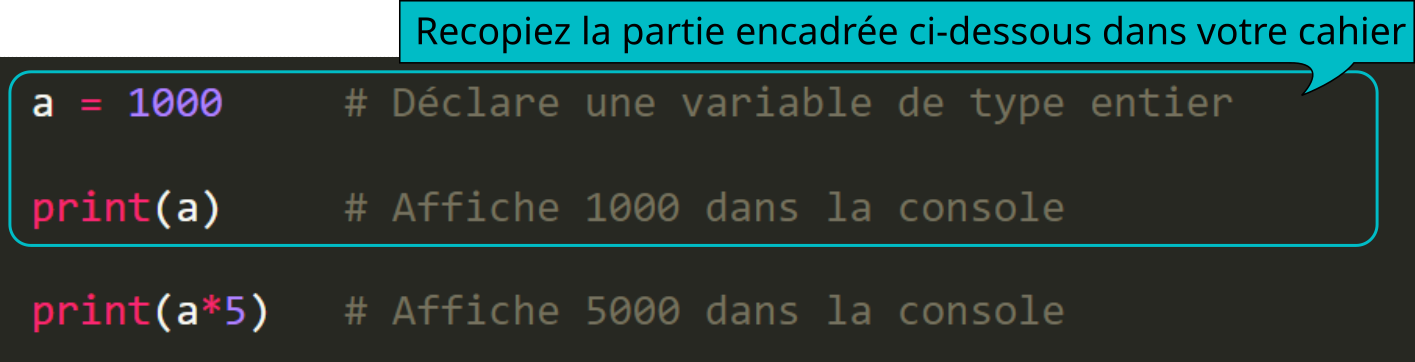 Recopiez la partie encadrée ci-dessous dans votre cahier
a = 1000     # Déclare une variable de type entier
print(a)     # Affiche 1000 dans la console
print(a*5)   # Affiche 5000 dans la console